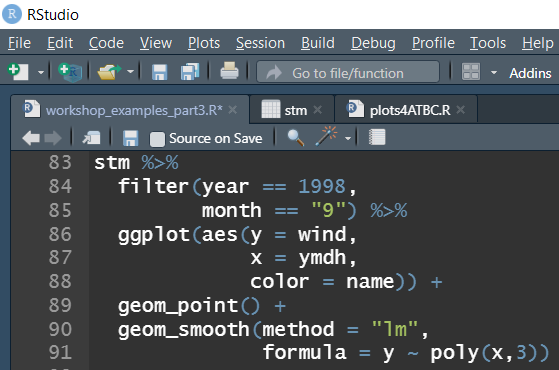 R RStudio
File Edit Code View Plots Session Build Debug Profile Tools Help
Go to file/function Addins
workshop_examples_part3.R* stm plots4ATBC.R
Source on Save
83 stm %>%
84 filter(year == 1998,
85 month == "9") %>%
86 ggplot(aes(y = wind,
87 x = ymdh,
88 color = name)) +
89 geom_point() +
90 geom_smooth(method = "lm",
91 formula = y ~ poly(x,3))